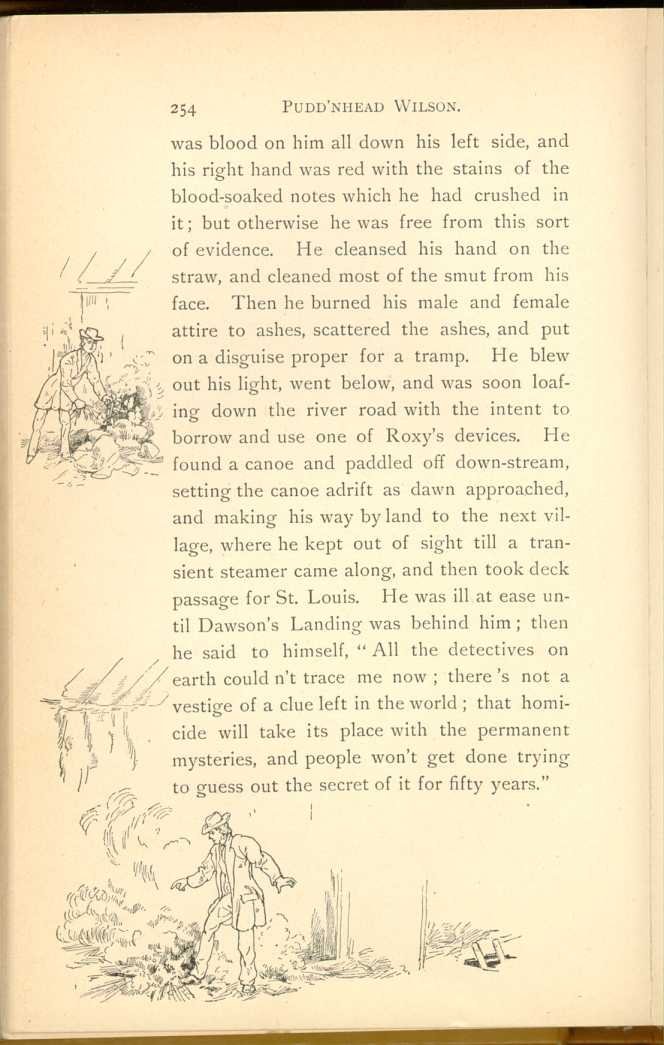 254 PUDD'NHEAD WILSON.
was blood on him all down his left side, and
his right hand was red with the stains of the
blood-soaked notes which he had crushed in
it; but otherwise he was free from this sort
of evidence. He cleansed his hand on the
straw, and cleaned most of the smut from his
face. Then he burned his male and female
attire to ashes, scattered the ashes, and put
on a disguise proper for a tramp. He blew
out his light, went below, and was soon loaf-
ing down the river road with the intent to
borrow and use one of Roxy's devices. He
found a canoe and paddled off down-stream,
setting the canoe adrift as dawn approached,
and making his way by land to the next vil-
lage, where he kept out of sight till a tran-
sient steamer came along, and then took deck
passage for St. Louis. He was ill at ease un-
til Dawson's Landing was behind him; then
he said to himself, "All the detectives on
earth could n't trace me now; there 's not a
vestige of a clue left in the world; that homi-
cide will take its place with the permanent
mysteries, and people won't get done trying
to guess out the secret of it for fifty years."